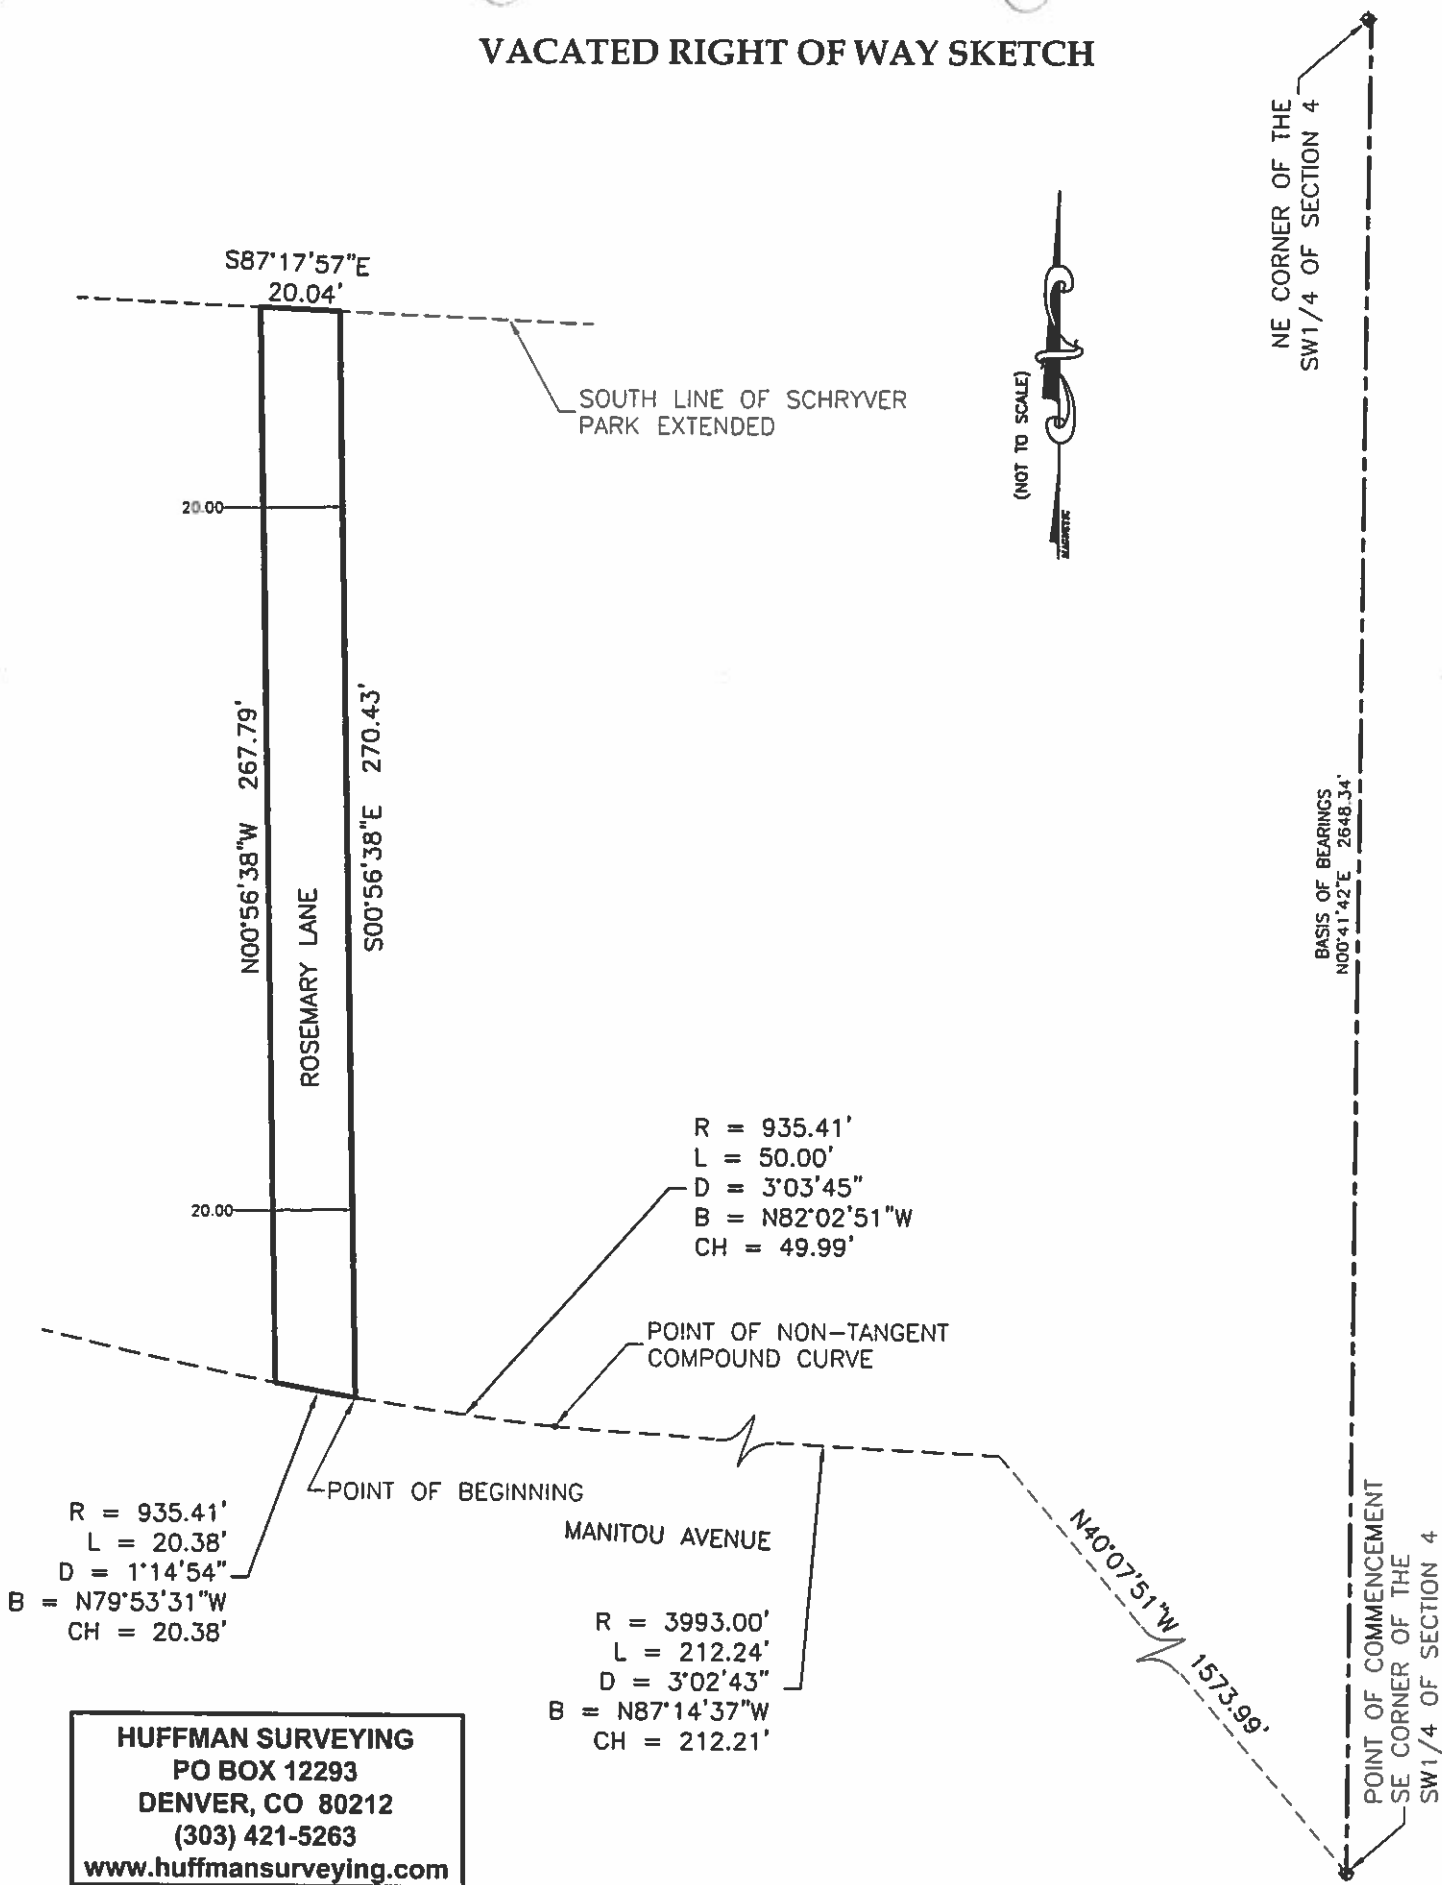 VACATED RIGHT OF WAY SKETCH
NE CORNER OF THE
SW1/4 OF SECTION 4
S87°17'57"E
20.04'
SOUTH LINE OF SCHRYVER
PARK EXTENDED
(NOT TO SCALE)
MAGNETIC
20.00
N00°56'38"W 267.79'
ROSEMARY LANE
S00°56'38"E 270.43'
BASIS OF BEARINGS
N00°41'42"E 2648.34'
20.00
R = 935.41'
L = 50.00'
D = 3°03'45"
B = N82°02'51"W
CH = 49.99'
POINT OF NON-TANGENT
COMPOUND CURVE
POINT OF BEGINNING
R = 935.41'
L = 20.38'
D = 1°14'54"
B = N79°53'31"W
CH = 20.38'
MANITOU AVENUE
R = 3993.00'
L = 212.24'
D = 3°02'43"
B = N87°14'37"W
CH = 212.21'
N40°07'51"W 1573.99'
POINT OF COMMENCEMENT
SE CORNER OF THE
SW1/4 OF SECTION 4
HUFFMAN SURVEYING
PO BOX 12293
DENVER, CO 80212
(303) 421-5263
www.huffmansurveying.com